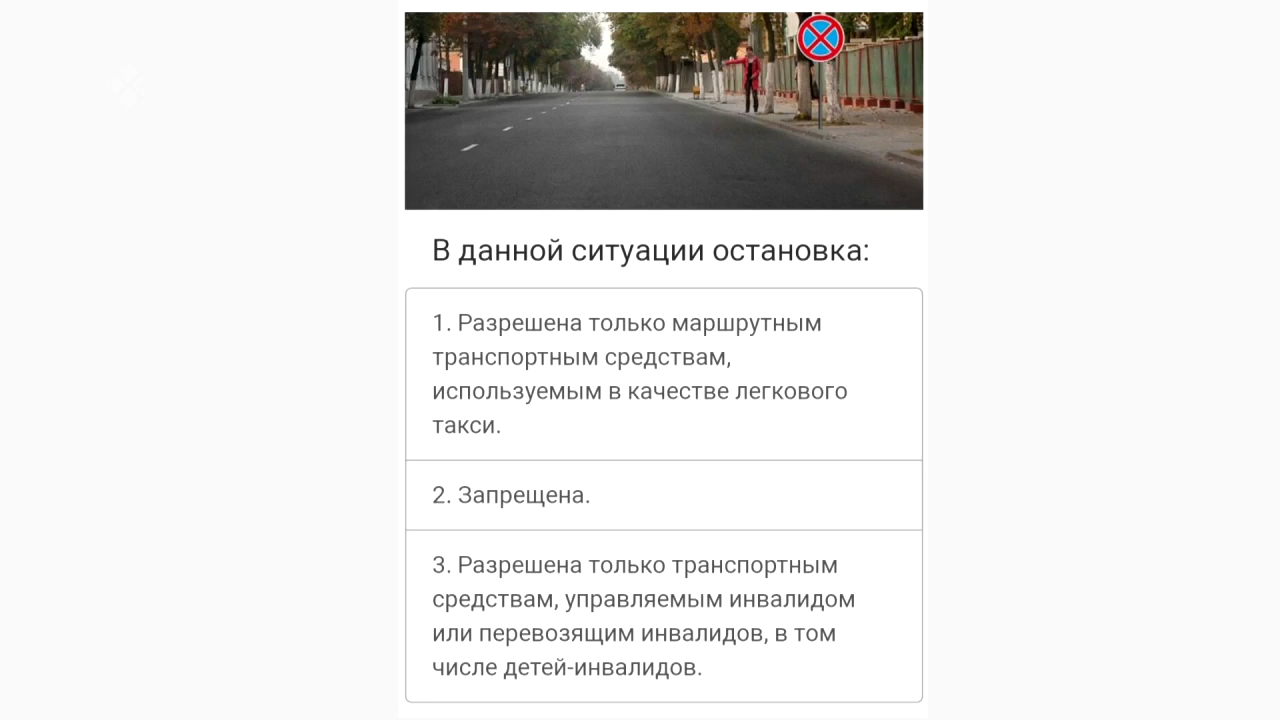 В данной ситуации остановка:
1. Разрешена только маршрутным
транспортным средствам,
используемым в качестве легкового
такси.
2. Запрещена.
3. Разрешена только транспортным
средствам, управляемым инвалидом
или перевозящим инвалидов, в том
числе детей-инвалидов.